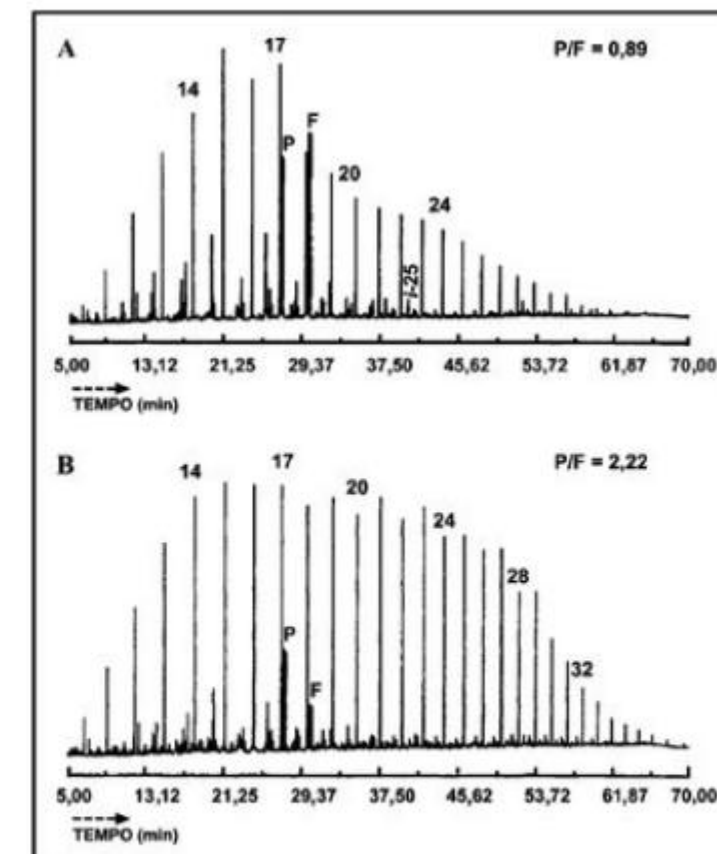 A
17
P/F = 0,89
14
F
P
20
24
i-25
5,00 13,12 21,25 29,37 37,50 45,62 53,72 61,87 70,00
TEMPO (min)
B
17
P/F = 2,22
14
20
24
28
P
32
F
5,00 13,12 21,25 29,37 37,50 45,62 53,72 61,87 70,00
TEMPO (min)